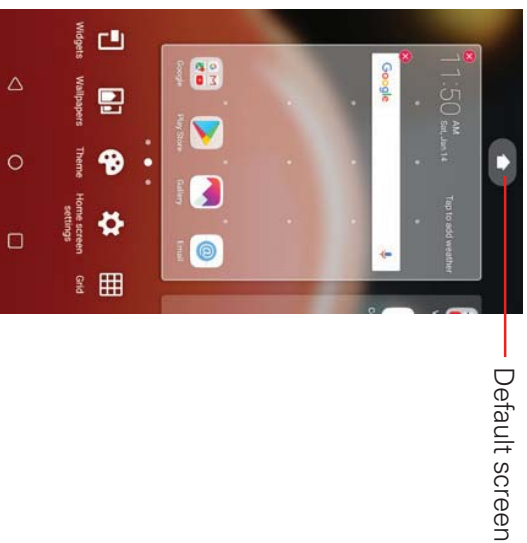 Default screen
11:50 AM
Sat, Jan 14
Tap to add weather
Google
Google
Play Store
Gallery
Email
Widgets
Wallpapers
Theme
Home screen
settings
Grid